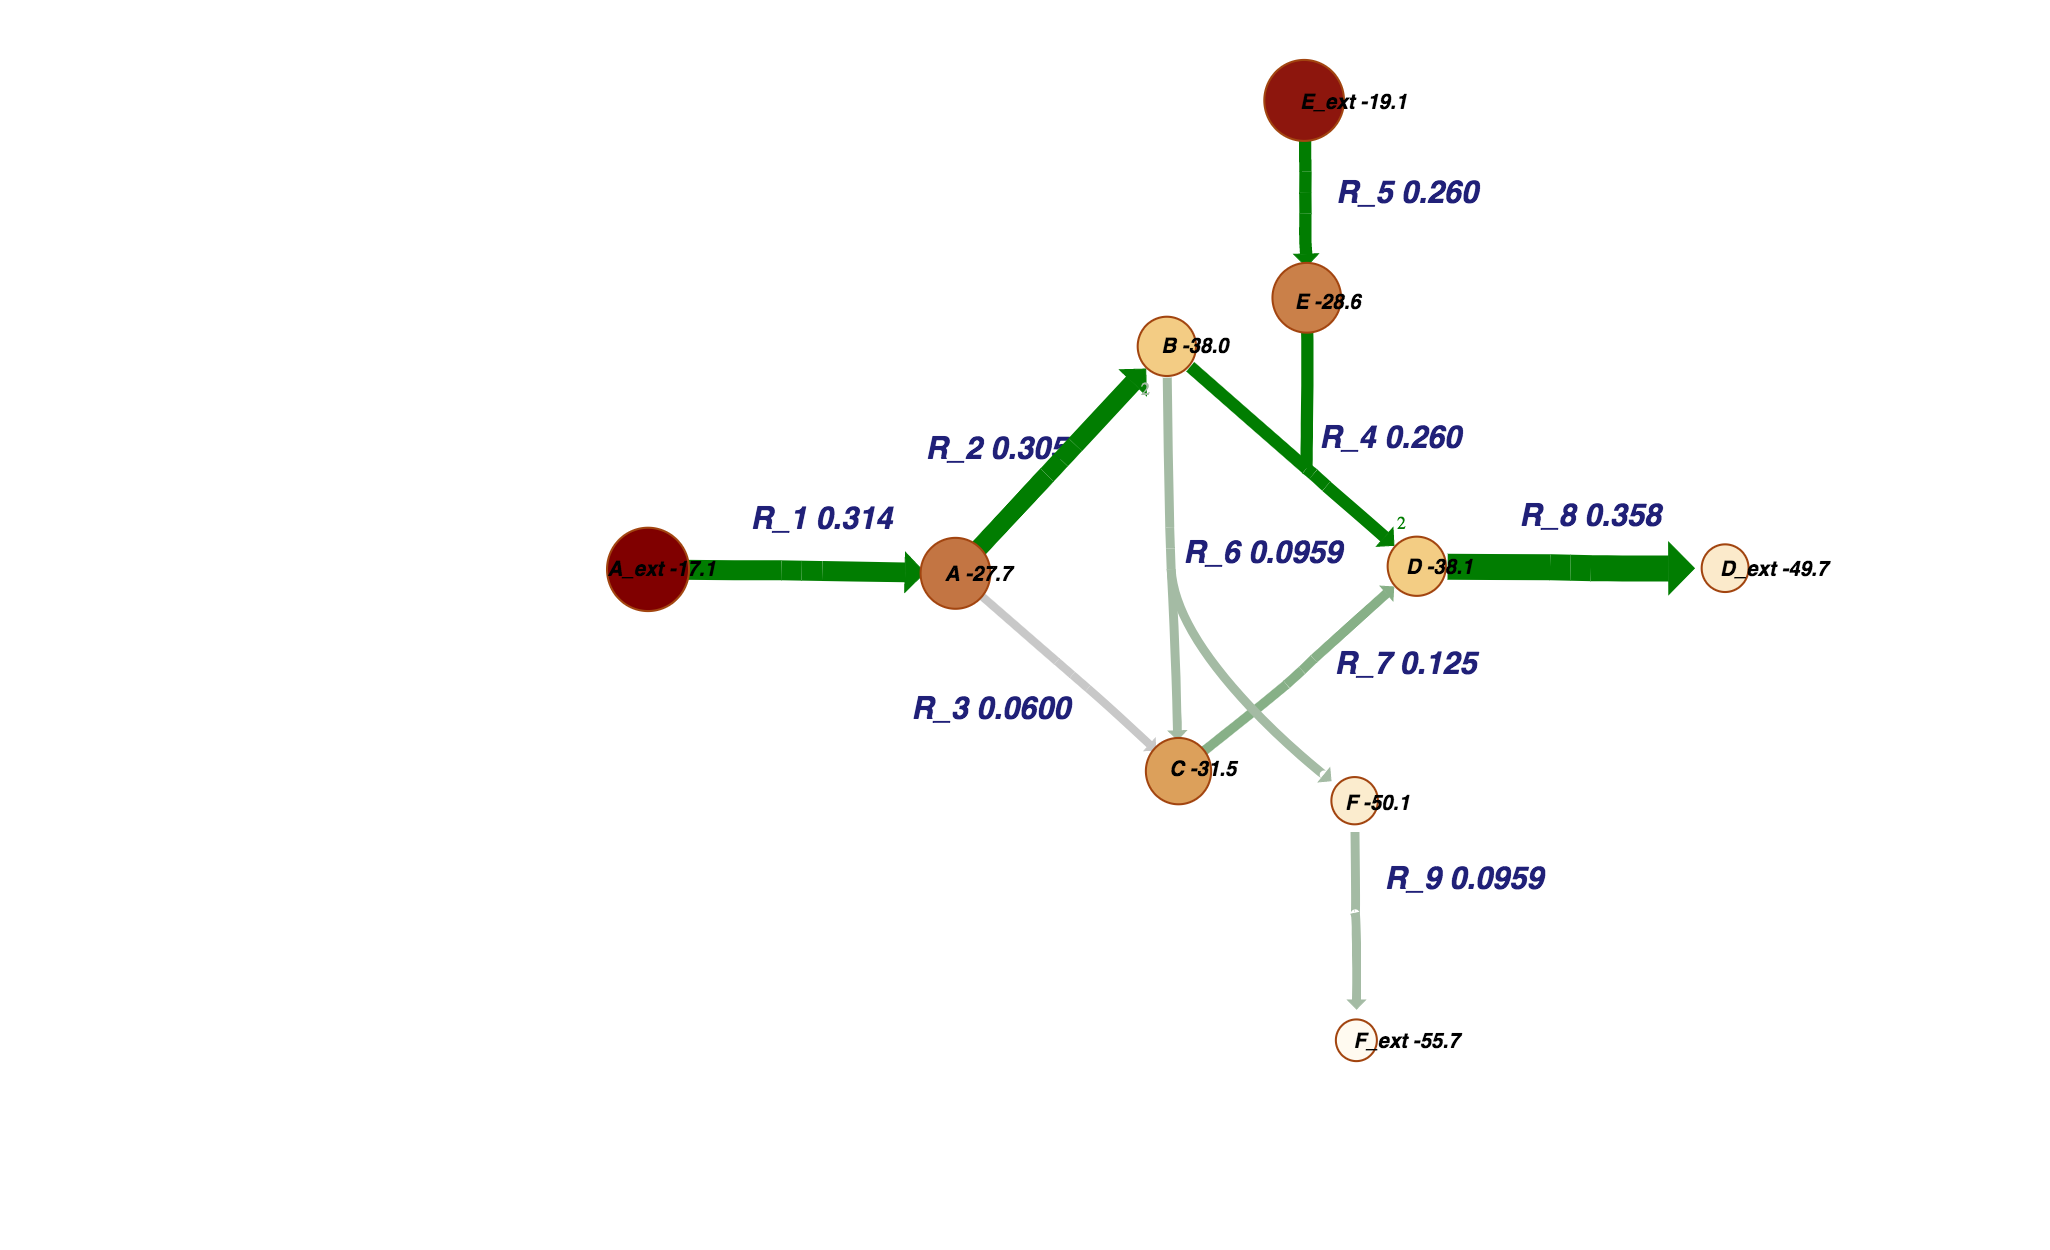 E_ext -19.1
R_5 0.260
E -28.6
B -38.0
2
R_2 0.305
R_4 0.260
R_1 0.314
2
R_8 0.358
R_6 0.0959
A_ext -17.1
A -27.7
D -38.1
D_ext -49.7
R_7 0.125
R_3 0.0600
C -31.5
F -50.1
R_9 0.0959
F_ext -55.7